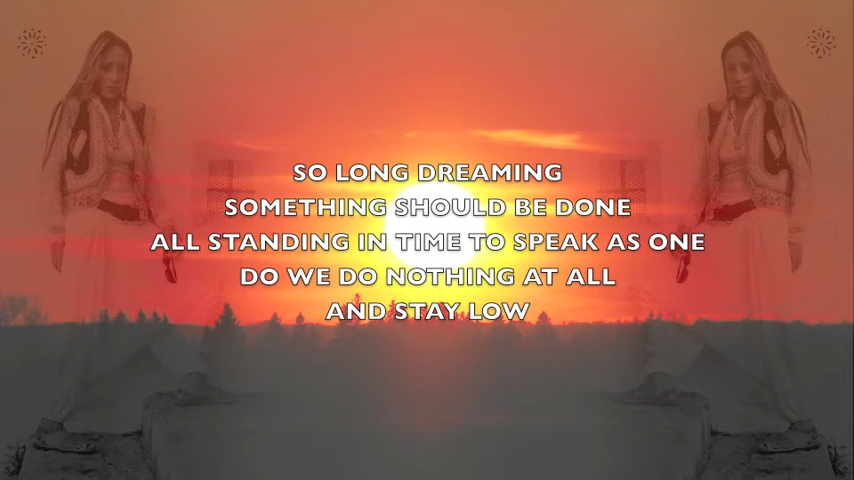 SO LONG DREAMING
SOMETHING SHOULD BE DONE
ALL STANDING IN TIME TO SPEAK AS ONE
DO WE DO NOTHING AT ALL
AND STAY LOW